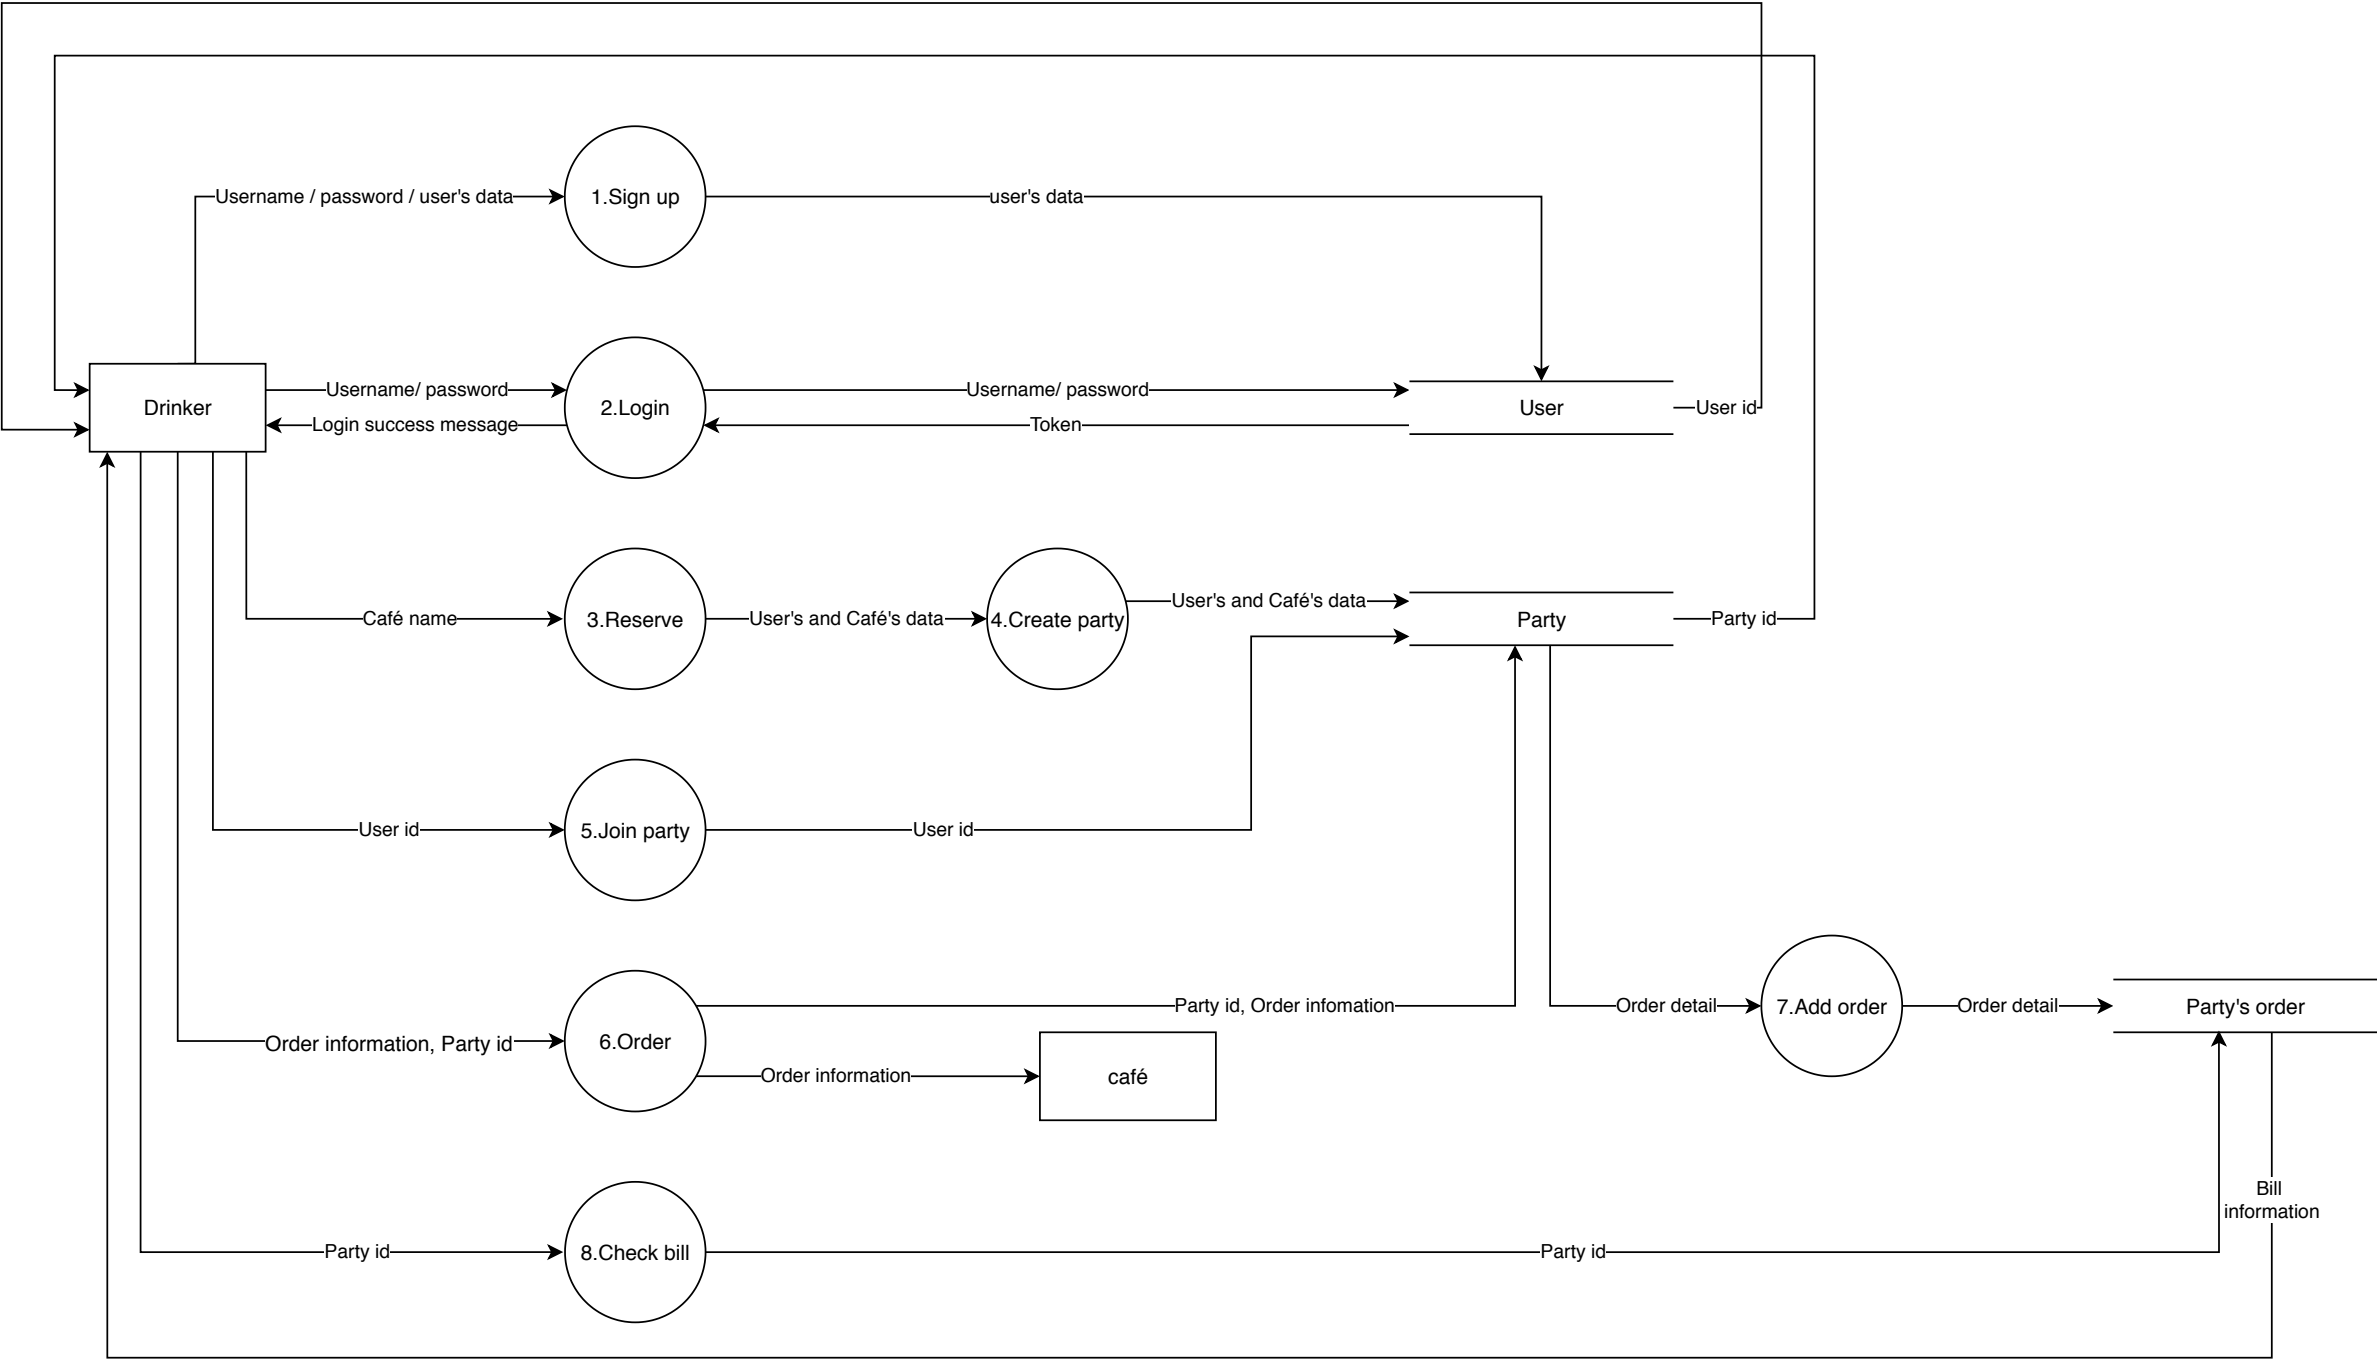 Username / password / user's data
1.Sign up
user's data
Drinker
Username/ password
Login success message
2.Login
Username/ password
Token
User
User id
Café name
3.Reserve
User's and Café's data
4.Create party
User's and Café's data
Party
Party id
User id
5.Join party
User id
Order information, Party id
6.Order
Party id, Order infomation
Order information
café
Order detail
7.Add order
Order detail
Party's order
Bill
information
Party id
8.Check bill
Party id